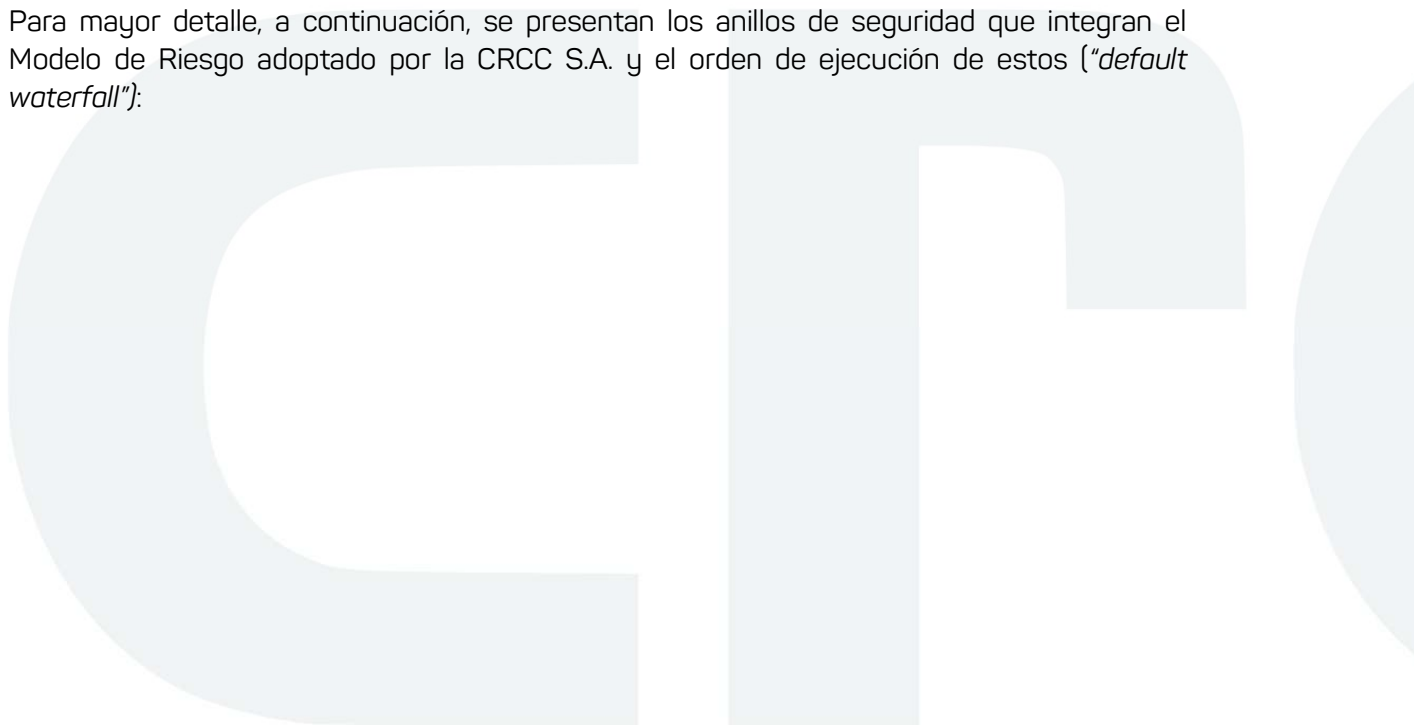 Para mayor detalle, a continuación, se presentan los anillos de seguridad que integran el
Modelo de Riesgo adoptado por la CRCC S.A. y el orden de ejecución de estos (“default
waterfall”):